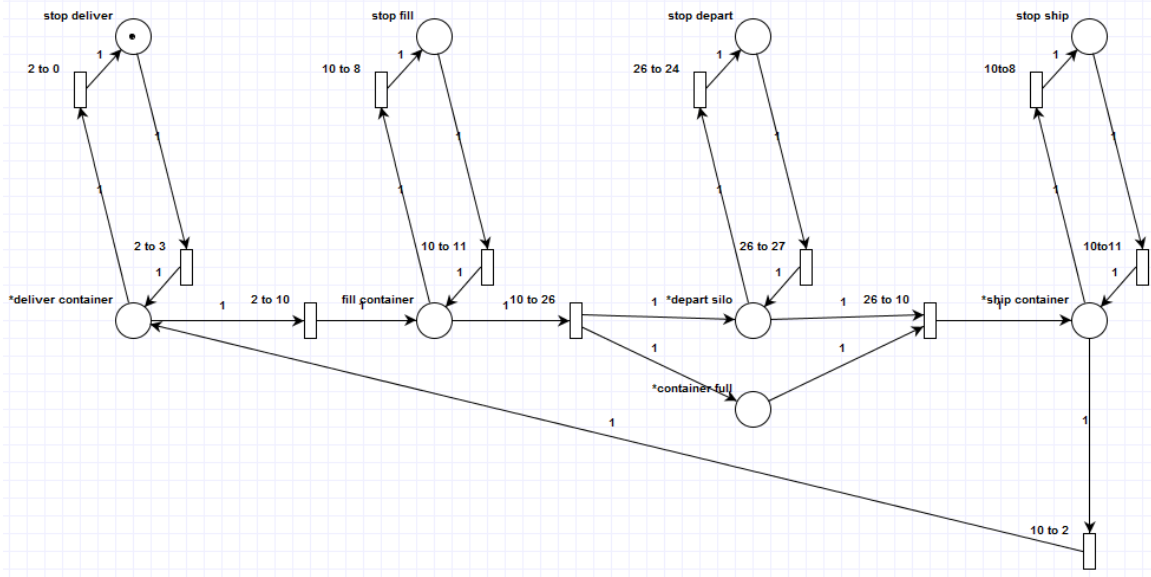 stop deliver
stop fill
stop depart
stop ship
1
1
1
1
2 to 0
10 to 8
26 to 24
10to8
1
1
1
1
1
1
1
1
2 to 3
10 to 11
26 to 27
10to11
1
1
1
1
*deliver container
1
2 to 10
fill container
1
1
10 to 26
1
*depart silo
1
26 to 10
*ship container
1
1
1
*container full
1
1
10 to 2